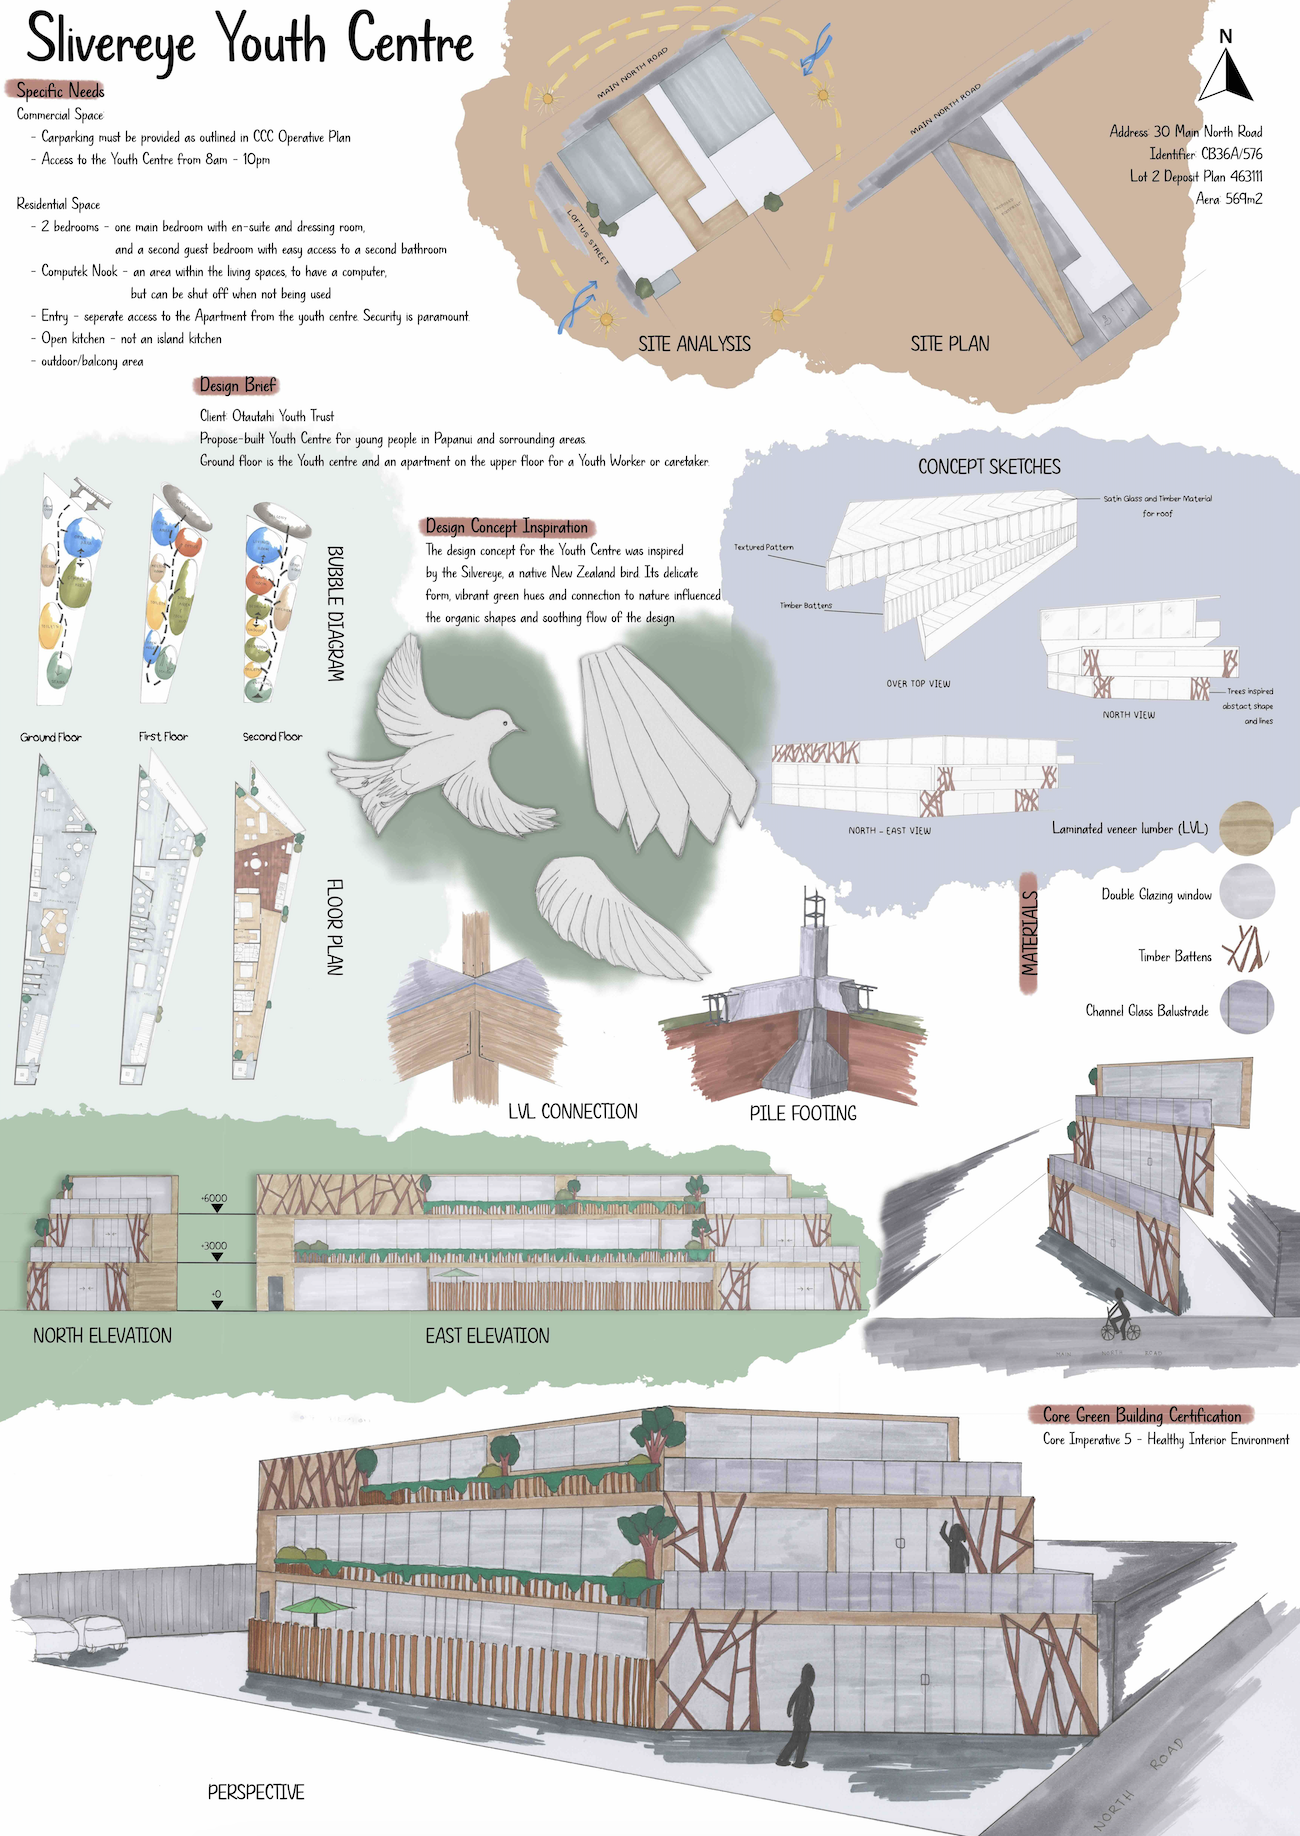 Slivereye Youth Centre
Specific Needs
Commercial Space
- Carparking must be provided as outlined in CCC Operative Plan
- Access to the Youth Centre from 8am - 10pm
Residential Space
- 2 bedrooms - one main bedroom with en-suite and dressing room,
and a second guest bedroom with easy access to a second bathroom
- Computek Nook - an area within the living spaces, to have a computer,
but can be shut off when not being used
- Entry - seperate access to the Apartment from the youth centre. Security is paramount.
- Open kitchen - not an island kitchen
- outdoor/balcony area
MAIN NORTH ROAD
LOFTUS STREET
SITE ANALYSIS
MAIN NORTH ROAD
SITE PLAN
N
Address: 30 Main North Road
Identifier: CB36A/576
Lot 2 Deposit Plan 463111
Aera: 569m2
Design Brief
Client: Otautahi Youth Trust
Propose-built Youth Centre for young people in Papanui and sorrounding areas.
Ground floor is the Youth centre and an apartment on the upper floor for a Youth Worker or caretaker.
BUBBLE DIAGRAM
Ground Floor
First Floor
Second Floor
FLOOR PLAN
Design Concept Inspiration
The design concept for the Youth Centre was inspired
by the Silvereye, a native New Zealand bird. Its delicate
form, vibrant green hues and connection to nature influenced
the organic shapes and soothing flow of the design.
CONCEPT SKETCHES
Satin Glass and Timber Material
for roof
Textured Pattern
Timber Battens
OVER TOP VIEW
NORTH VIEW
Trees inspired
abstact shape
and lines
NORTH - EAST VIEW
MATERIALS
Laminated veneer lumber (LVL)
Double Glazing window
Timber Battens
Channel Glass Balustrade
LVL CONNECTION
PILE FOOTING
+6000
+3000
+0
NORTH ELEVATION
EAST ELEVATION
MAIN NORTH ROAD
Core Green Building Certification
Core Imperative 5 - Healthy Interior Environment
NORTH ROAD
PERSPECTIVE